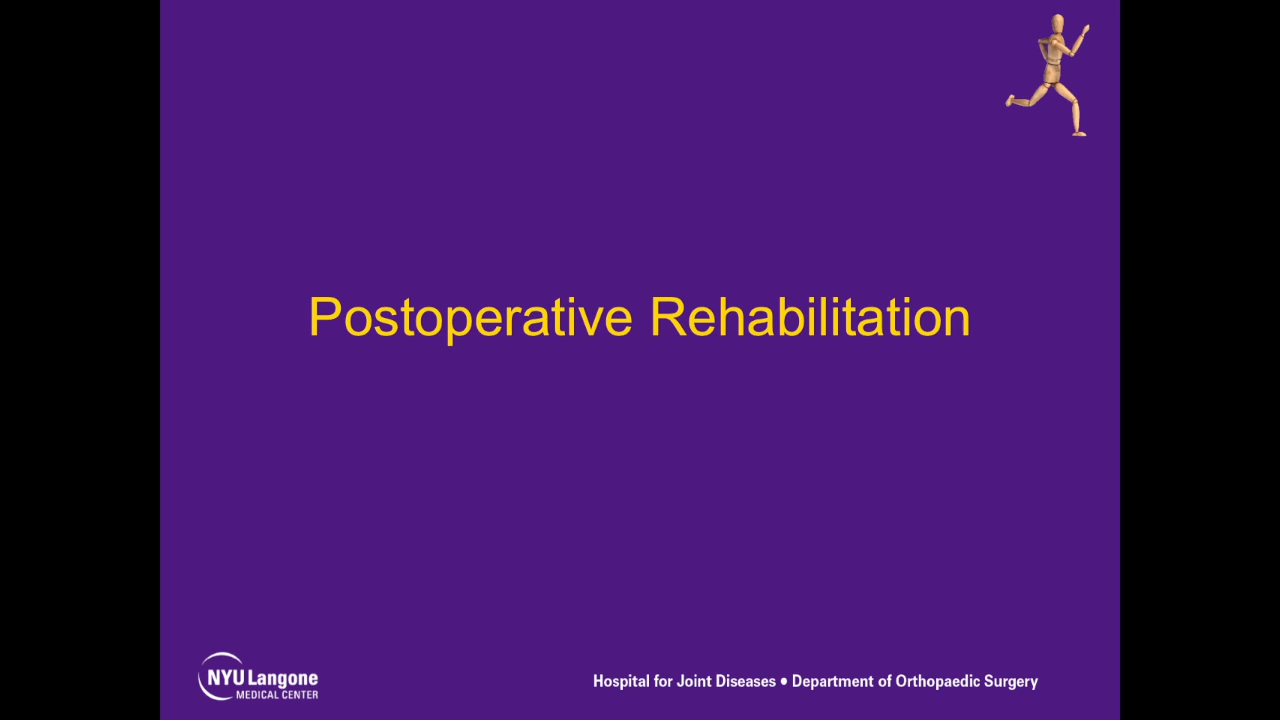 Postoperative Rehabilitation
NYU Langone
MEDICAL CENTER
Hospital for Joint Diseases • Department of Orthopaedic Surgery